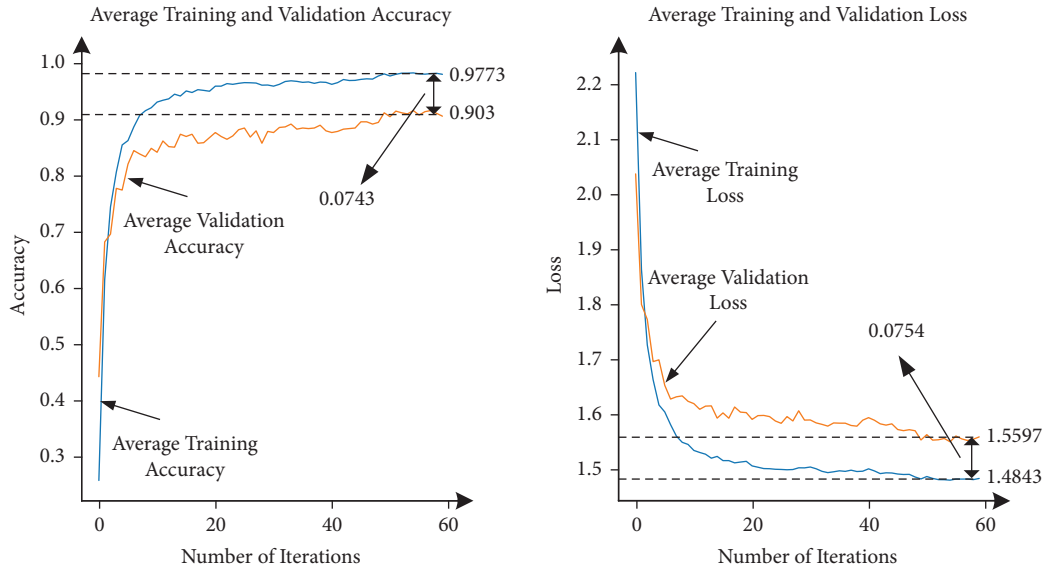 Average Training and Validation Accuracy
1.0
0.9
0.8
0.7
0.6
0.5
0.4
0.3
Accuracy
0.9773
0.903
0.0743
Average Validation
Accuracy
Average Training
Accuracy
0
20
40
60
Number of Iterations
Average Training and Validation Loss
2.2
2.1
2.0
1.9
1.8
1.7
1.6
1.5
Loss
Average Training
Loss
Average Validation
Loss
0.0754
1.5597
1.4843
0
20
40
60
Number of Iterations